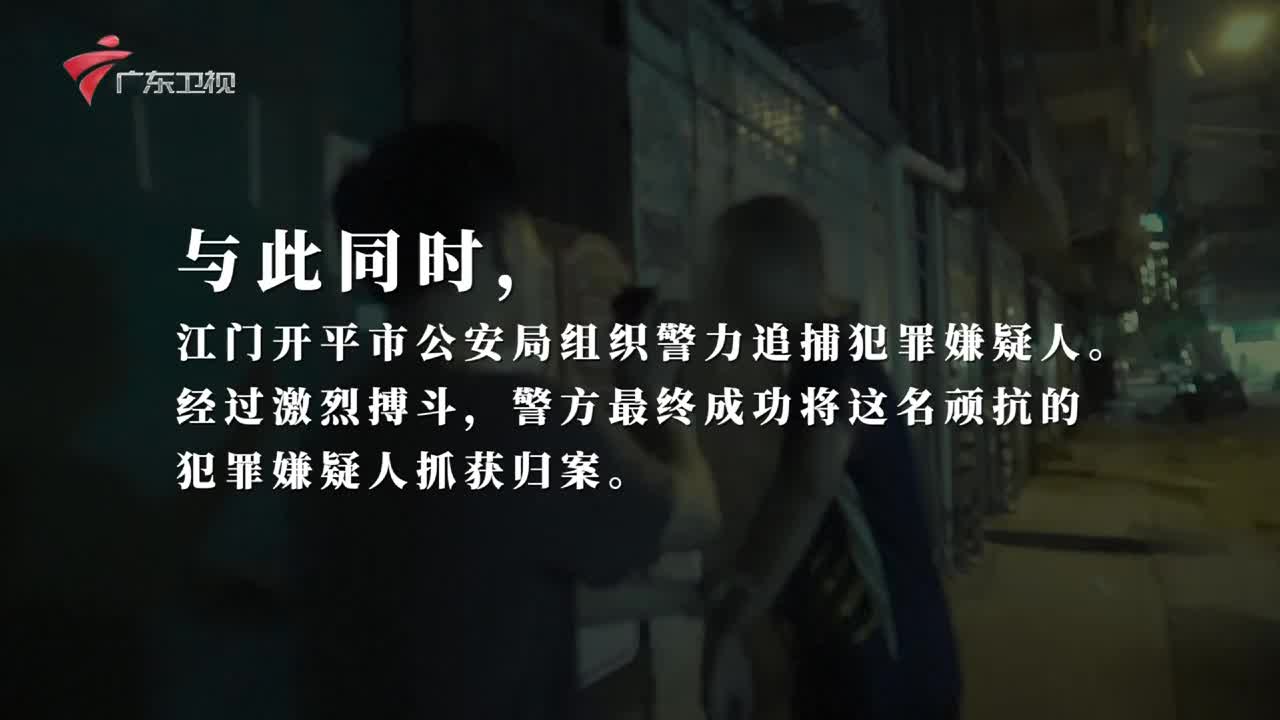 广东卫视
与此同时，
江门开平市公安局组织警力追捕犯罪嫌疑人。
经过激烈搏斗，警方最终成功将这名顽抗的
犯罪嫌疑人抓获归案。